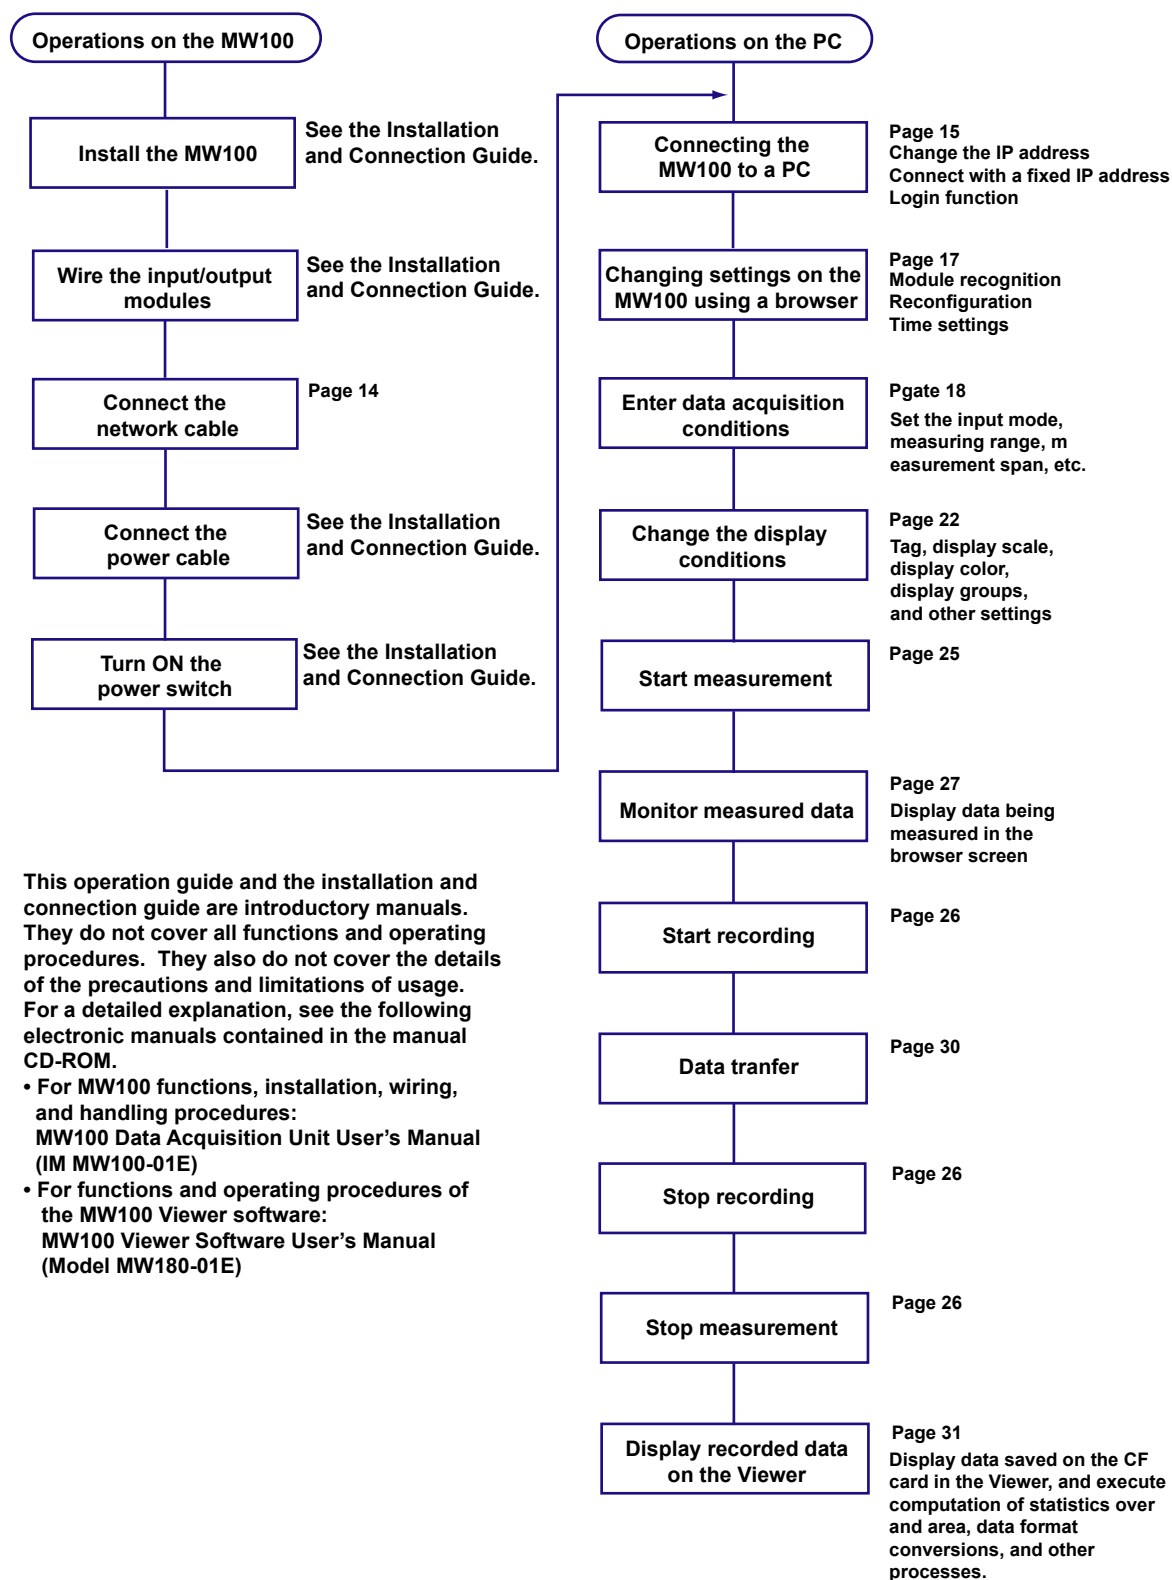 Operations on the MW100
Install the MW100
See the Installation
and Connection Guide.
Wire the input/output
modules
See the Installation
and Connection Guide.
Connect the
network cable
Page 14
Connect the
power cable
See the Installation
and Connection Guide.
Turn ON the
power switch
See the Installation
and Connection Guide.
This operation guide and the installation and
connection guide are introductory manuals.
They do not cover all functions and operating
procedures.  They also do not cover the details
of the precautions and limitations of usage.
For a detailed explanation, see the following
electronic manuals contained in the manual
CD-ROM.
• For MW100 functions, installation, wiring,
and handling procedures:
MW100 Data Acquisition Unit User’s Manual
(IM MW100-01E)
• For functions and operating procedures of
the MW100 Viewer software:
MW100 Viewer Software User’s Manual
(Model MW180-01E)
Operations on the PC
Connecting the
MW100 to a PC
Page 15
Change the IP address
Connect with a fixed IP address
Login function
Changing settings on the
MW100 using a browser
Page 17
Module recognition
Reconfiguration
Time settings
Enter data acquisition
conditions
Pgate 18
Set the input mode,
measuring range, m
easurement span, etc.
Change the display
conditions
Page 22
Tag, display scale,
display color,
display groups,
and other settings
Start measurement
Page 25
Monitor measured data
Page 27
Display data being
measured in the
browser screen
Start recording
Page 26
Data tranfer
Page 30
Stop recording
Page 26
Stop measurement
Page 26
Display recorded data
on the Viewer
Page 31
Display data saved on the CF
card in the Viewer, and execute
computation of statistics over
and area, data format
conversions, and other
processes.